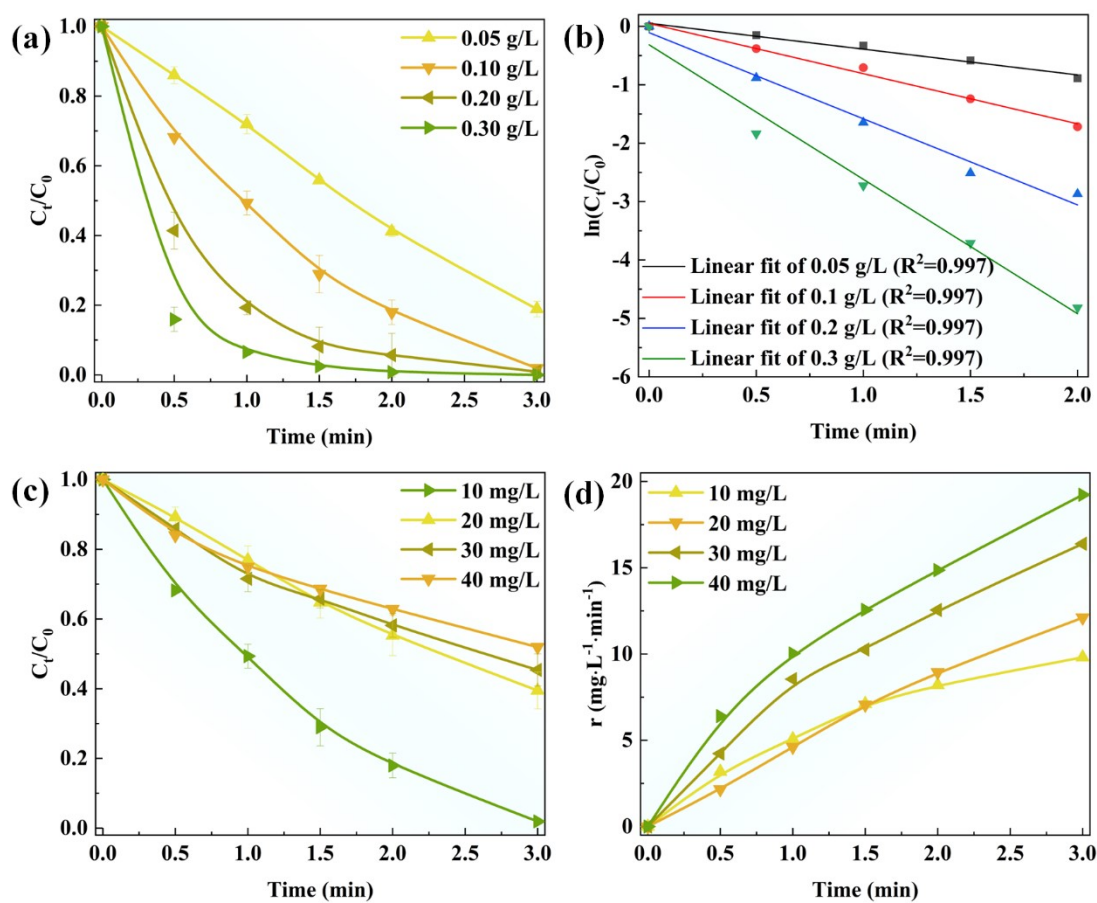 (a)
0.05 g/L
0.10 g/L
0.20 g/L
0.30 g/L
1.0
0.8
0.6
0.4
0.2
0.0
Cₜ/C₀
0.0 0.5 1.0 1.5 2.0 2.5 3.0
Time (min)
(b)
0
-1
-2
-3
-4
-5
-6
ln(Cₜ/C₀)
Linear fit of 0.05 g/L (R²=0.997)
Linear fit of 0.1 g/L (R²=0.997)
Linear fit of 0.2 g/L (R²=0.997)
Linear fit of 0.3 g/L (R²=0.997)
0.0 0.5 1.0 1.5 2.0
Time (min)
(c)
10 mg/L
20 mg/L
30 mg/L
40 mg/L
1.0
0.8
0.6
0.4
0.2
0.0
Cₜ/C₀
0.0 0.5 1.0 1.5 2.0 2.5 3.0
Time (min)
(d)
10 mg/L
20 mg/L
30 mg/L
40 mg/L
20
15
10
5
0
r (mg·L⁻¹·min⁻¹)
0.0 0.5 1.0 1.5 2.0 2.5 3.0
Time (min)